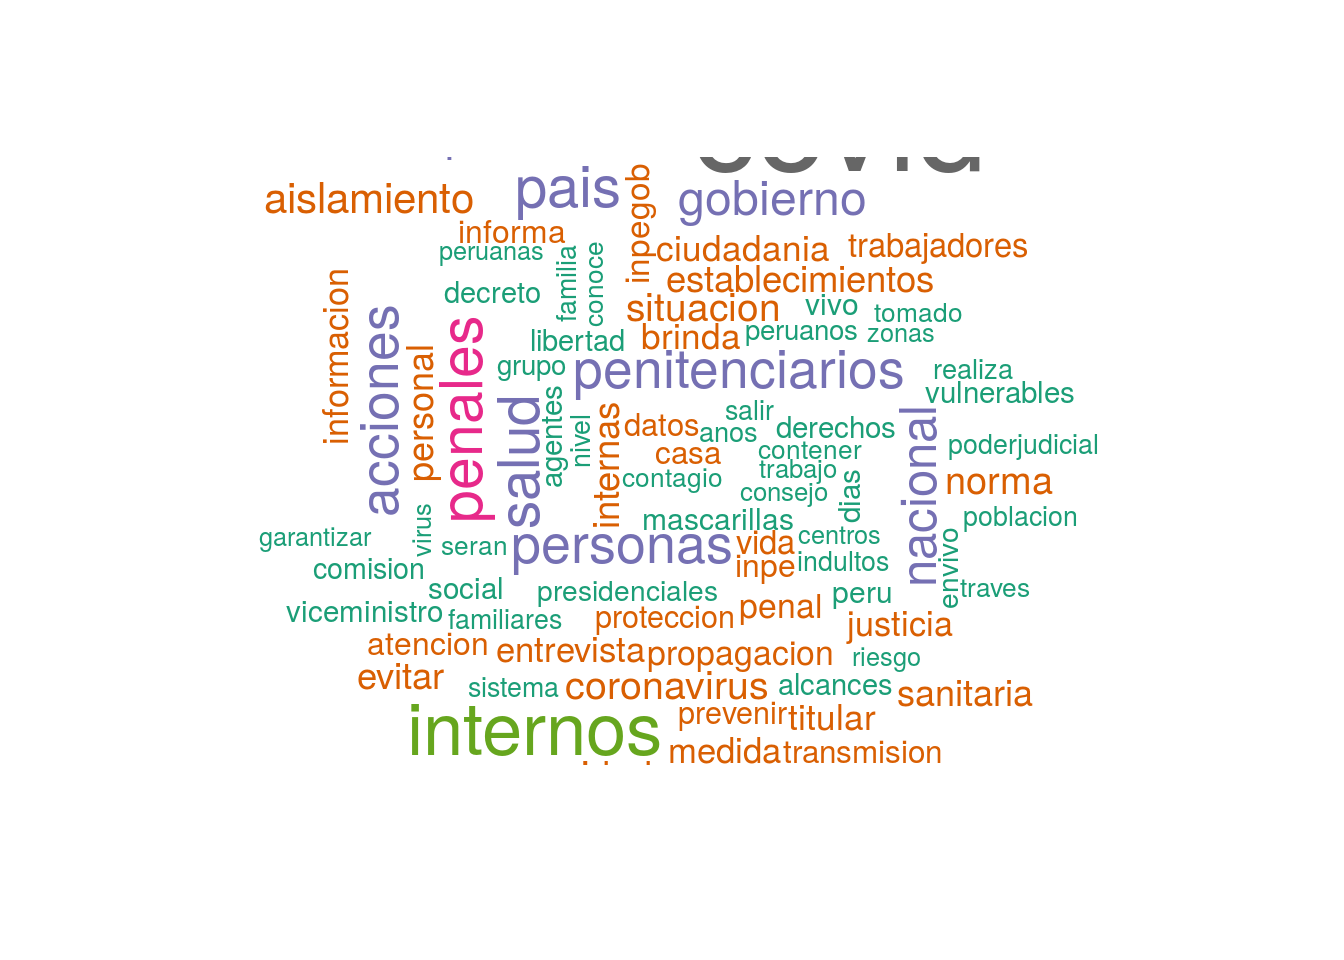 covid
pais
inpegob
gobierno
aislamiento
informa
peruanas
familia
conoce
ciudadania
trabajadores
establecimientos
informacion
decreto
situacion
vivo
tomado
acciones
penales
personal
libertad
brinda
peruanos
zonas
grupo
penitenciarios
realiza
vulnerables
salud
agentes
nivel
internas
datos
salir
anos
derechos
nacional
poderjudicial
casa
contener
contagio
trabajo
consejo
dias
norma
mascarillas
poblacion
garantizar
virus
seran
personas
vida
centros
envivo
comision
inpe
indultos
traves
social
presidenciales
peru
viceministro
familiares
proteccion
penal
justicia
atencion
entrevista
propagacion
riesgo
evitar
sistema
coronavirus
alcances
sanitaria
internos
prevenir
titular
medida
transmision